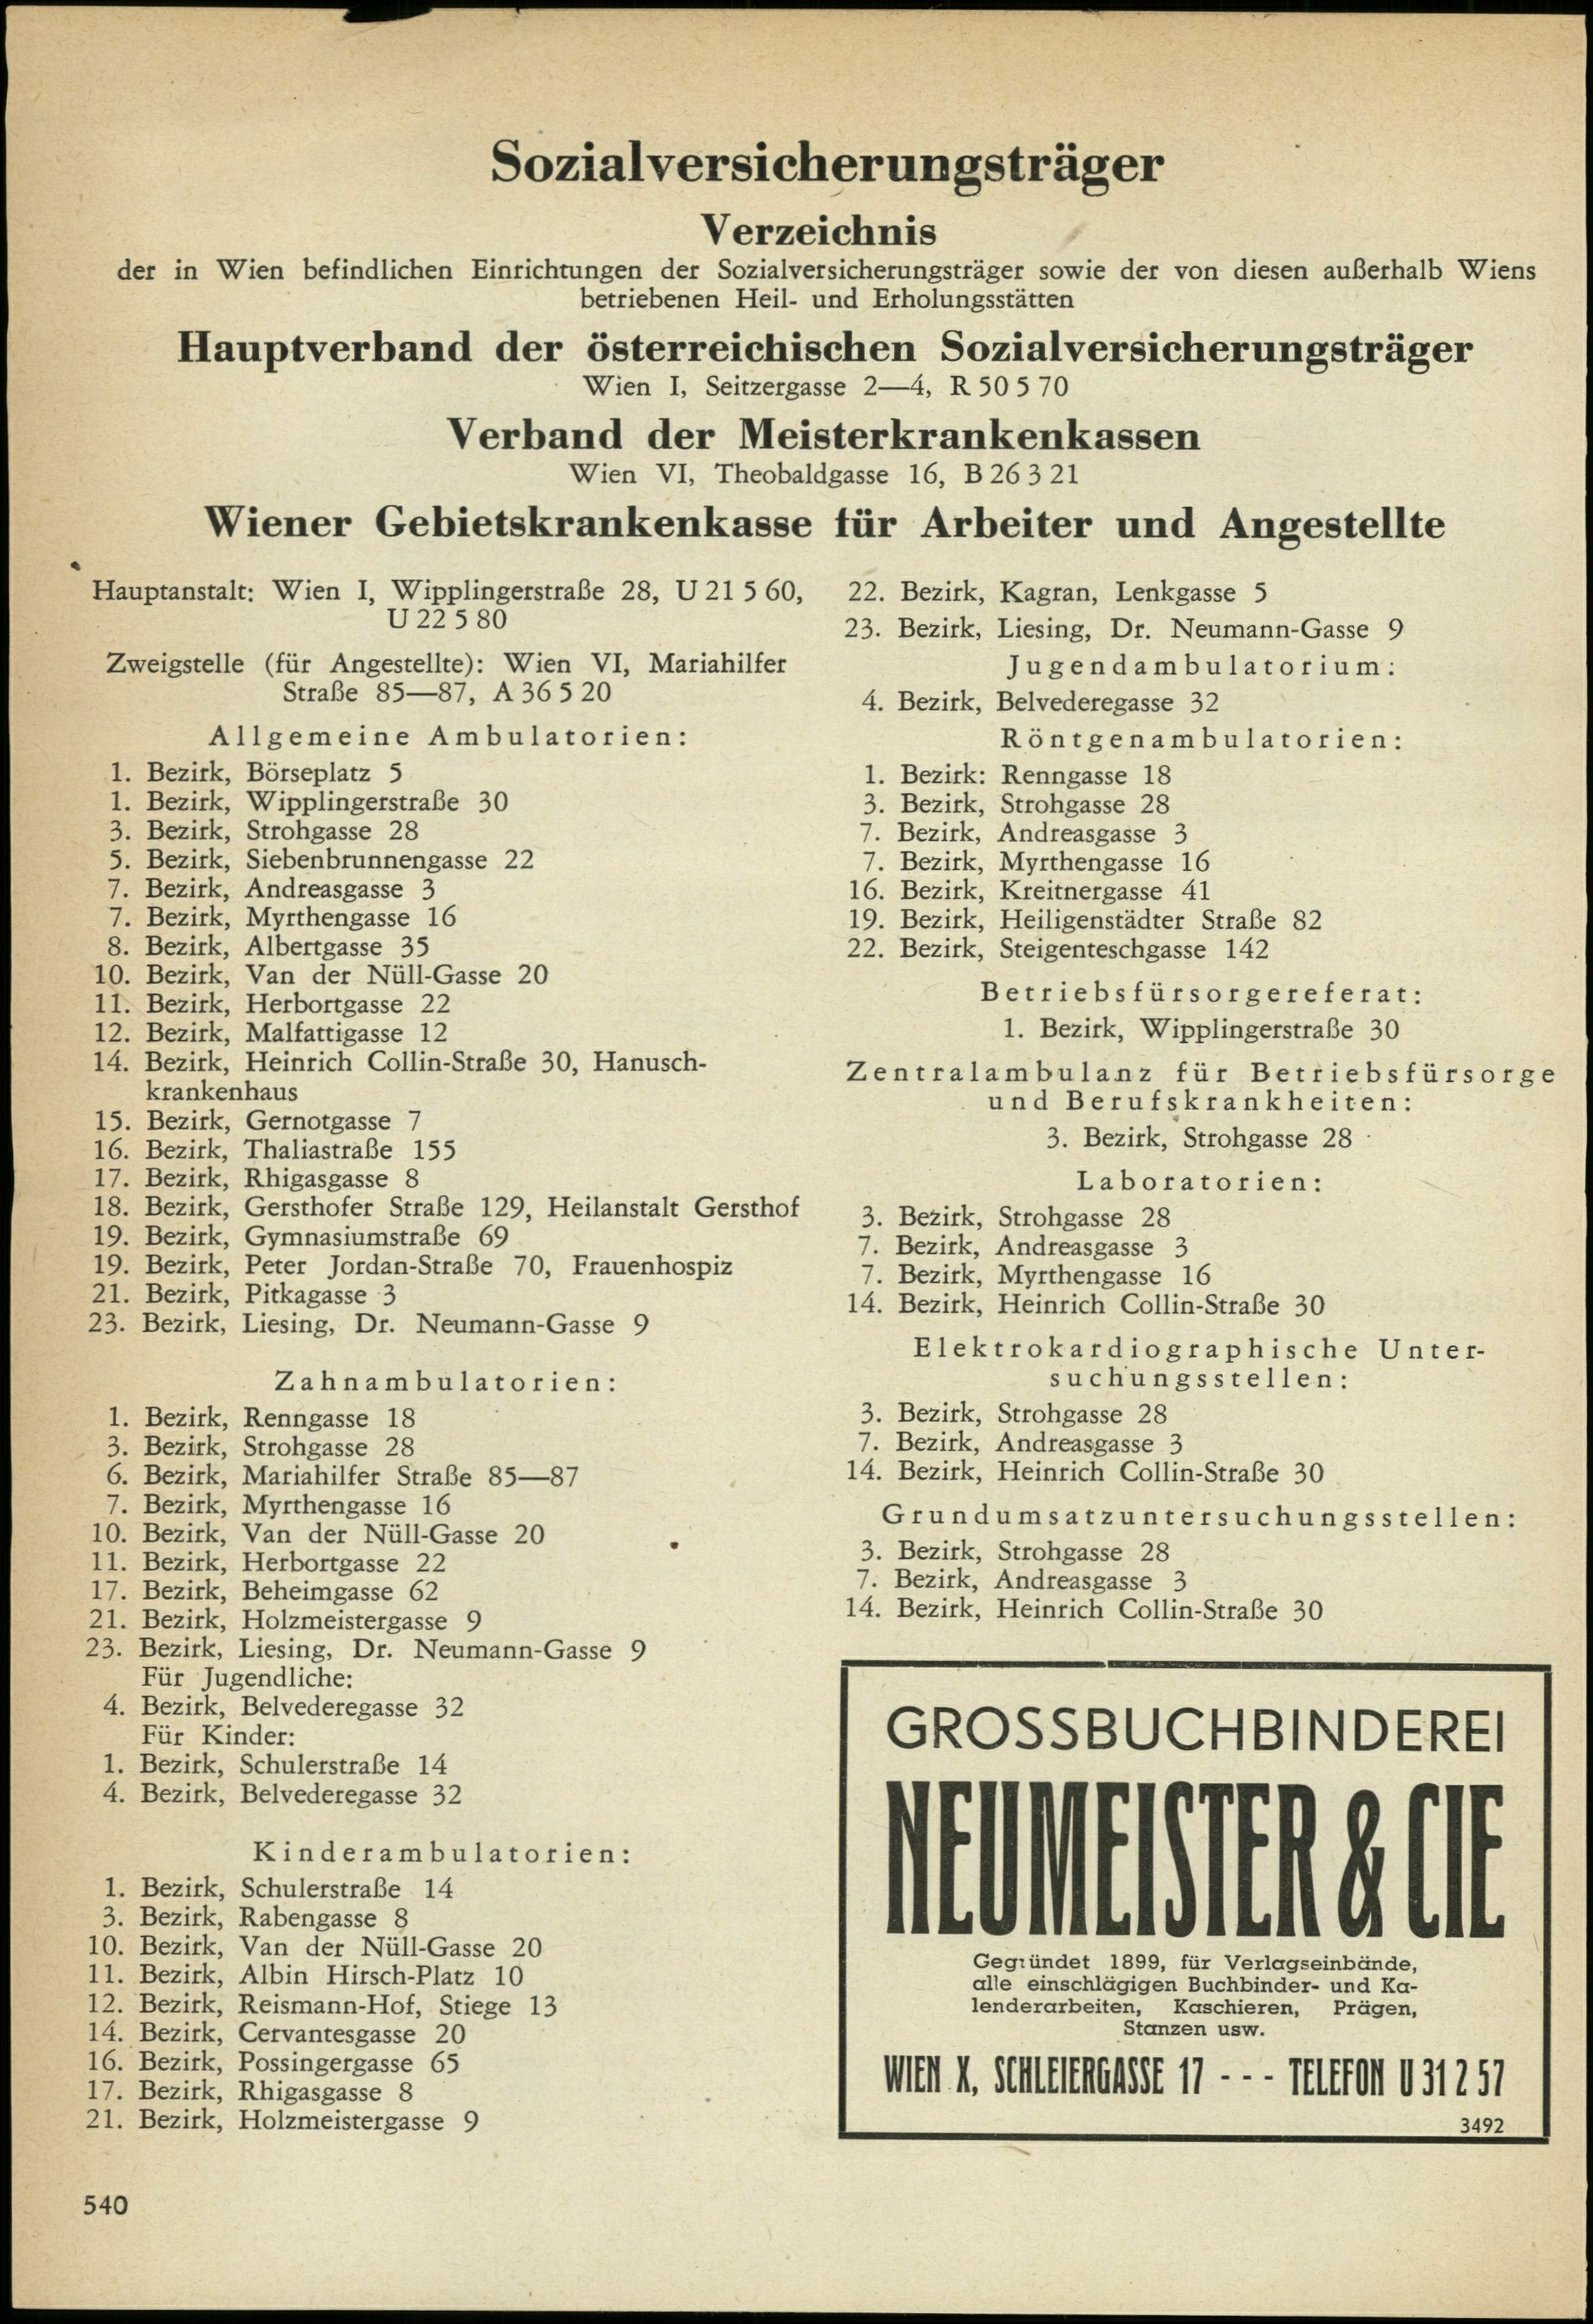 Sozialversicherungsträger
Verzeichnis
der in Wien befindlichen Einrichtungen der Sozialversicherungsträger sowie der von diesen außerhalb Wiens
betriebenen Heil- und Erholungsstätten
Hauptverband der österreichischen Sozialversicherungsträger
Wien I, Seitzergasse 2—4, R 50 5 70
Verband der Meisterkrankenkassen
Wien VI, Theobaldgasse 16, B 26 3 21
Wiener Gebietskrankenkasse für Arbeiter und Angestellte
Hauptanstalt: Wien I, Wipplingerstraße 28, U 21 5 60,
U 22 5 80
Zweigstelle (für Angestellte): Wien VI, Mariahilfer
Straße 85—87, A 36 5 20
Allgemeine Ambulatorien:
1. Bezirk, Börseplatz 5
1. Bezirk, Wipplingerstraße 30
3. Bezirk, Strohgasse 28
5. Bezirk, Siebenbrunnengasse 22
7. Bezirk, Andreasgasse 3
7. Bezirk, Myrthengasse 16
8. Bezirk, Albertgasse 35
10. Bezirk, Van der Nüll-Gasse 20
11. Bezirk, Herbortgasse 22
12. Bezirk, Malfattigasse 12
14. Bezirk, Heinrich Collin-Straße 30, Hanusch-
krankenhaus
15. Bezirk, Gernotgasse 7
16. Bezirk, Thaliastraße 155
17. Bezirk, Rhigasgasse 8
18. Bezirk, Gersthofer Straße 129, Heilanstalt Gersthof
19. Bezirk, Gymnasiumstraße 69
19. Bezirk, Peter Jordan-Straße 70, Frauenhospiz
21. Bezirk, Pitkagasse 3
23. Bezirk, Liesing, Dr. Neumann-Gasse 9
Zahnambulatorien:
1. Bezirk, Renngasse 18
3. Bezirk, Strohgasse 28
6. Bezirk, Mariahilfer Straße 85—87
7. Bezirk, Myrthengasse 16
10. Bezirk, Van der Nüll-Gasse 20
11. Bezirk, Herbortgasse 22
17. Bezirk, Beheimgasse 62
21. Bezirk, Holzmeistergasse 9
23. Bezirk, Liesing, Dr. Neumann-Gasse 9
Für Jugendliche:
4. Bezirk, Belvederegasse 32
Für Kinder:
1. Bezirk, Schulerstraße 14
4. Bezirk, Belvederegasse 32
Kinderambulatorien:
1. Bezirk, Schulerstraße 14
3. Bezirk, Rabengasse 8
10. Bezirk, Van der Nüll-Gasse 20
11. Bezirk, Albin Hirsch-Platz 10
12. Bezirk, Reismann-Hof, Stiege 13
14. Bezirk, Cervantesgasse 20
16. Bezirk, Possingergasse 65
17. Bezirk, Rhigasgasse 8
21. Bezirk, Holzmeistergasse 9
22. Bezirk, Kagran, Lenkgasse 5
23. Bezirk, Liesing, Dr. Neumann-Gasse 9
Jugendambulatorium:
4. Bezirk, Belvederegasse 32
Röntgenambulatorien:
1. Bezirk: Renngasse 18
3. Bezirk, Strohgasse 28
7. Bezirk, Andreasgasse 3
7. Bezirk, Myrthengasse 16
16. Bezirk, Kreitnergasse 41
19. Bezirk, Heiligenstädter Straße 82
22. Bezirk, Steigenteschgasse 142
Betriebsfürsorgereferat:
1. Bezirk, Wipplingerstraße 30
Zentralambulanz für Betriebsfürsorge
und Berufskrankheiten:
3. Bezirk, Strohgasse 28
Laboratorien:
3. Bezirk, Strohgasse 28
7. Bezirk, Andreasgasse 3
7. Bezirk, Myrthengasse 16
14. Bezirk, Heinrich Collin-Straße 30
Elektrokardiographische Unter-
suchungsstellen:
3. Bezirk, Strohgasse 28
7. Bezirk, Andreasgasse 3
14. Bezirk, Heinrich Collin-Straße 30
Grundumsatzuntersuchungsstellen:
3. Bezirk, Strohgasse 28
7. Bezirk, Andreasgasse 3
14. Bezirk, Heinrich Collin-Straße 30
GROSSBUCHBINDEREI
NEUMEISTER & CIE
Gegründet 1899, für Verlagseinbände,
alle einschlägigen Buchbinder- und Ka-
lenderarbeiten, Kaschieren, Prägen,
Stanzen usw.
WIEN X, SCHLEIERGASSE 17 - - - TELEFON U 31 2 57
3492
540